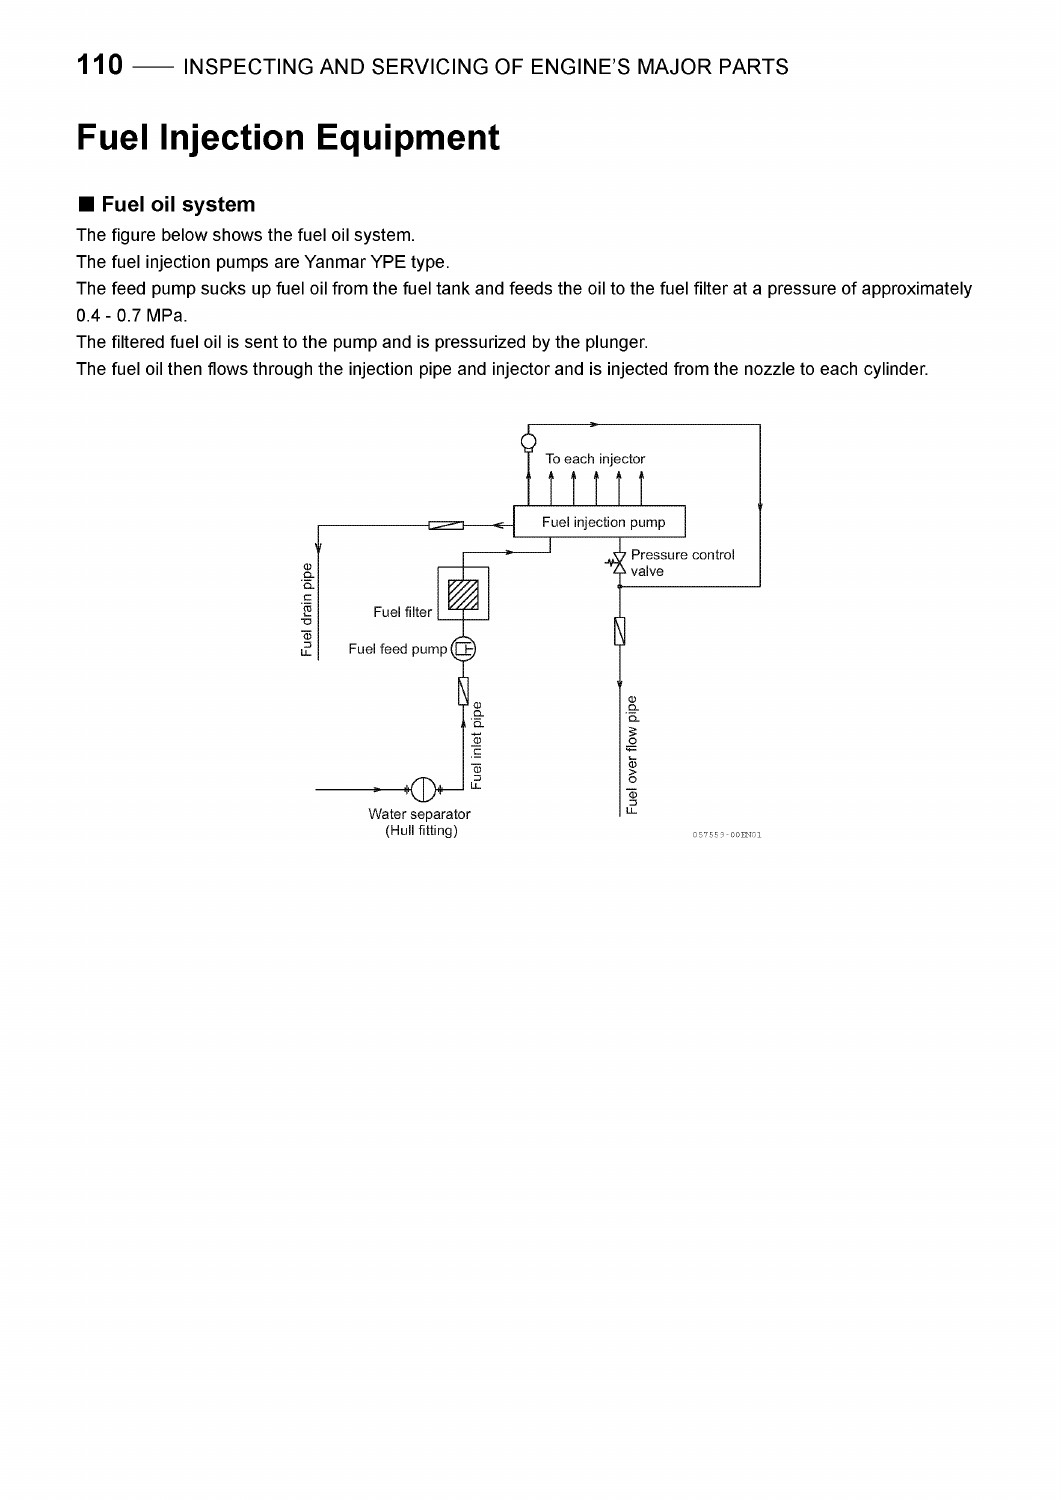 110 — INSPECTING AND SERVICING OF ENGINE'S MAJOR PARTS
Fuel Injection Equipment
■ Fuel oil system
The figure below shows the fuel oil system.
The fuel injection pumps are Yanmar YPE type.
The feed pump sucks up fuel oil from the fuel tank and feeds the oil to the fuel filter at a pressure of approximately
0.4 - 0.7 MPa.
The filtered fuel oil is sent to the pump and is pressurized by the plunger.
The fuel oil then flows through the injection pipe and injector and is injected from the nozzle to each cylinder.
To each injector
Fuel injection pump
Pressure control
valve
Fuel drain pipe
Fuel filter
Fuel feed pump
Fuel inlet pipe
Fuel over flow pipe
Water separator
(Hull fitting)
057559-00EN01